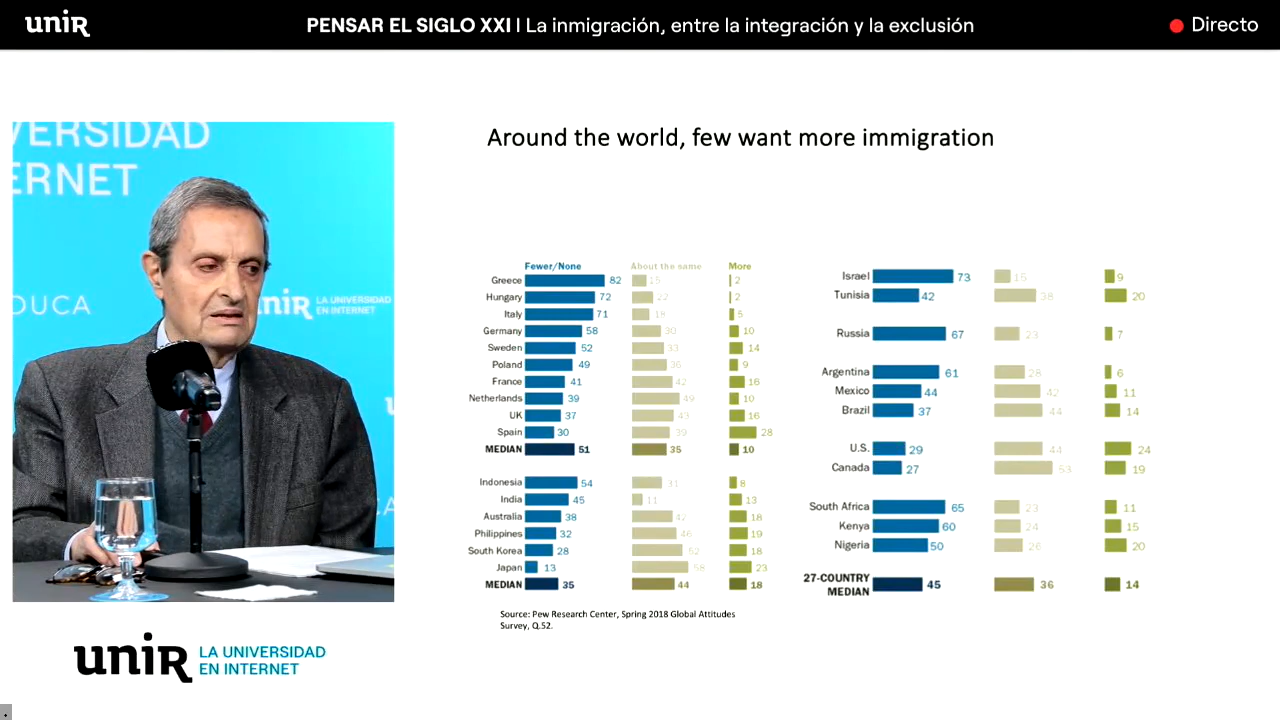 unir
PENSAR EL SIGLO XXI I La inmigración, entre la integración y la exclusión
Directo
VERSIDAD
ERNET
DUCA
unir
LA UNIVERSIDAD
EN INTERNET
Around the world, few want more immigration
Fewer/None About the same More
Greece 82 15 2
Hungary 72 22 2
Italy 71 18 5
Germany 58 30 10
Sweden 52 33 14
Poland 49 36 9
France 41 42 16
Netherlands 39 49 10
UK 37 43 16
Spain 30 39 28
MEDIAN 51 35 10
Indonesia 54 31 8
India 45 11 13
Australia 38 42 18
Philippines 32 46 19
South Korea 28 52 18
Japan 13 58 23
MEDIAN 35 44 18
Source: Pew Research Center, Spring 2018 Global Attitudes
Survey, Q.52.
Israel 73 15 9
Tunisia 42 38 20
Russia 67 23 7
Argentina 61 28 6
Mexico 44 42 11
Brazil 37 44 14
U.S. 29 44 24
Canada 27 53 19
South Africa 65 23 11
Kenya 60 24 15
Nigeria 50 26 20
27-COUNTRY
MEDIAN 45 36 14
unir
LA UNIVERSIDAD
EN INTERNET